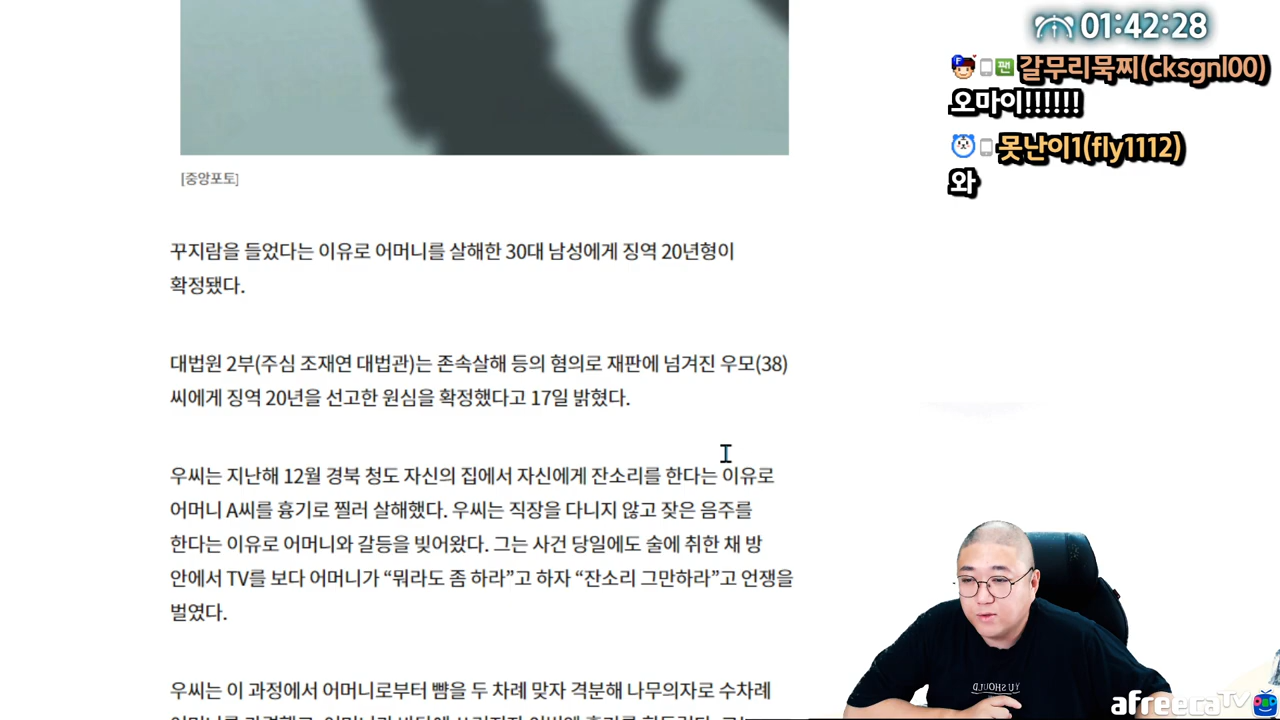 01:42:28
갈무리묵찌(cksgnl00)
오마이!!!!!!
못난이1(fly1112)
와
[중앙포토]
꾸지람을 들었다는 이유로 어머니를 살해한 30대 남성에게 징역 20년형이
확정됐다.
대법원 2부(주심 조재연 대법관)는 존속살해 등의 혐의로 재판에 넘겨진 우모(38)
씨에게 징역 20년을 선고한 원심을 확정했다고 17일 밝혔다.
우씨는 지난해 12월 경북 청도 자신의 집에서 자신에게 잔소리를 한다는 이유로
어머니 A씨를 흉기로 찔러 살해했다. 우씨는 직장을 다니지 않고 잦은 음주를
한다는 이유로 어머니와 갈등을 빚어왔다. 그는 사건 당일에도 술에 취한 채 방
안에서 TV를 보다 어머니가 “뭐라도 좀 하라”고 하자 “잔소리 그만하라”고 언쟁을
벌였다.
우씨는 이 과정에서 어머니로부터 뺨을 두 차례 맞자 격분해 나무의자로 수차례
afreecaTV